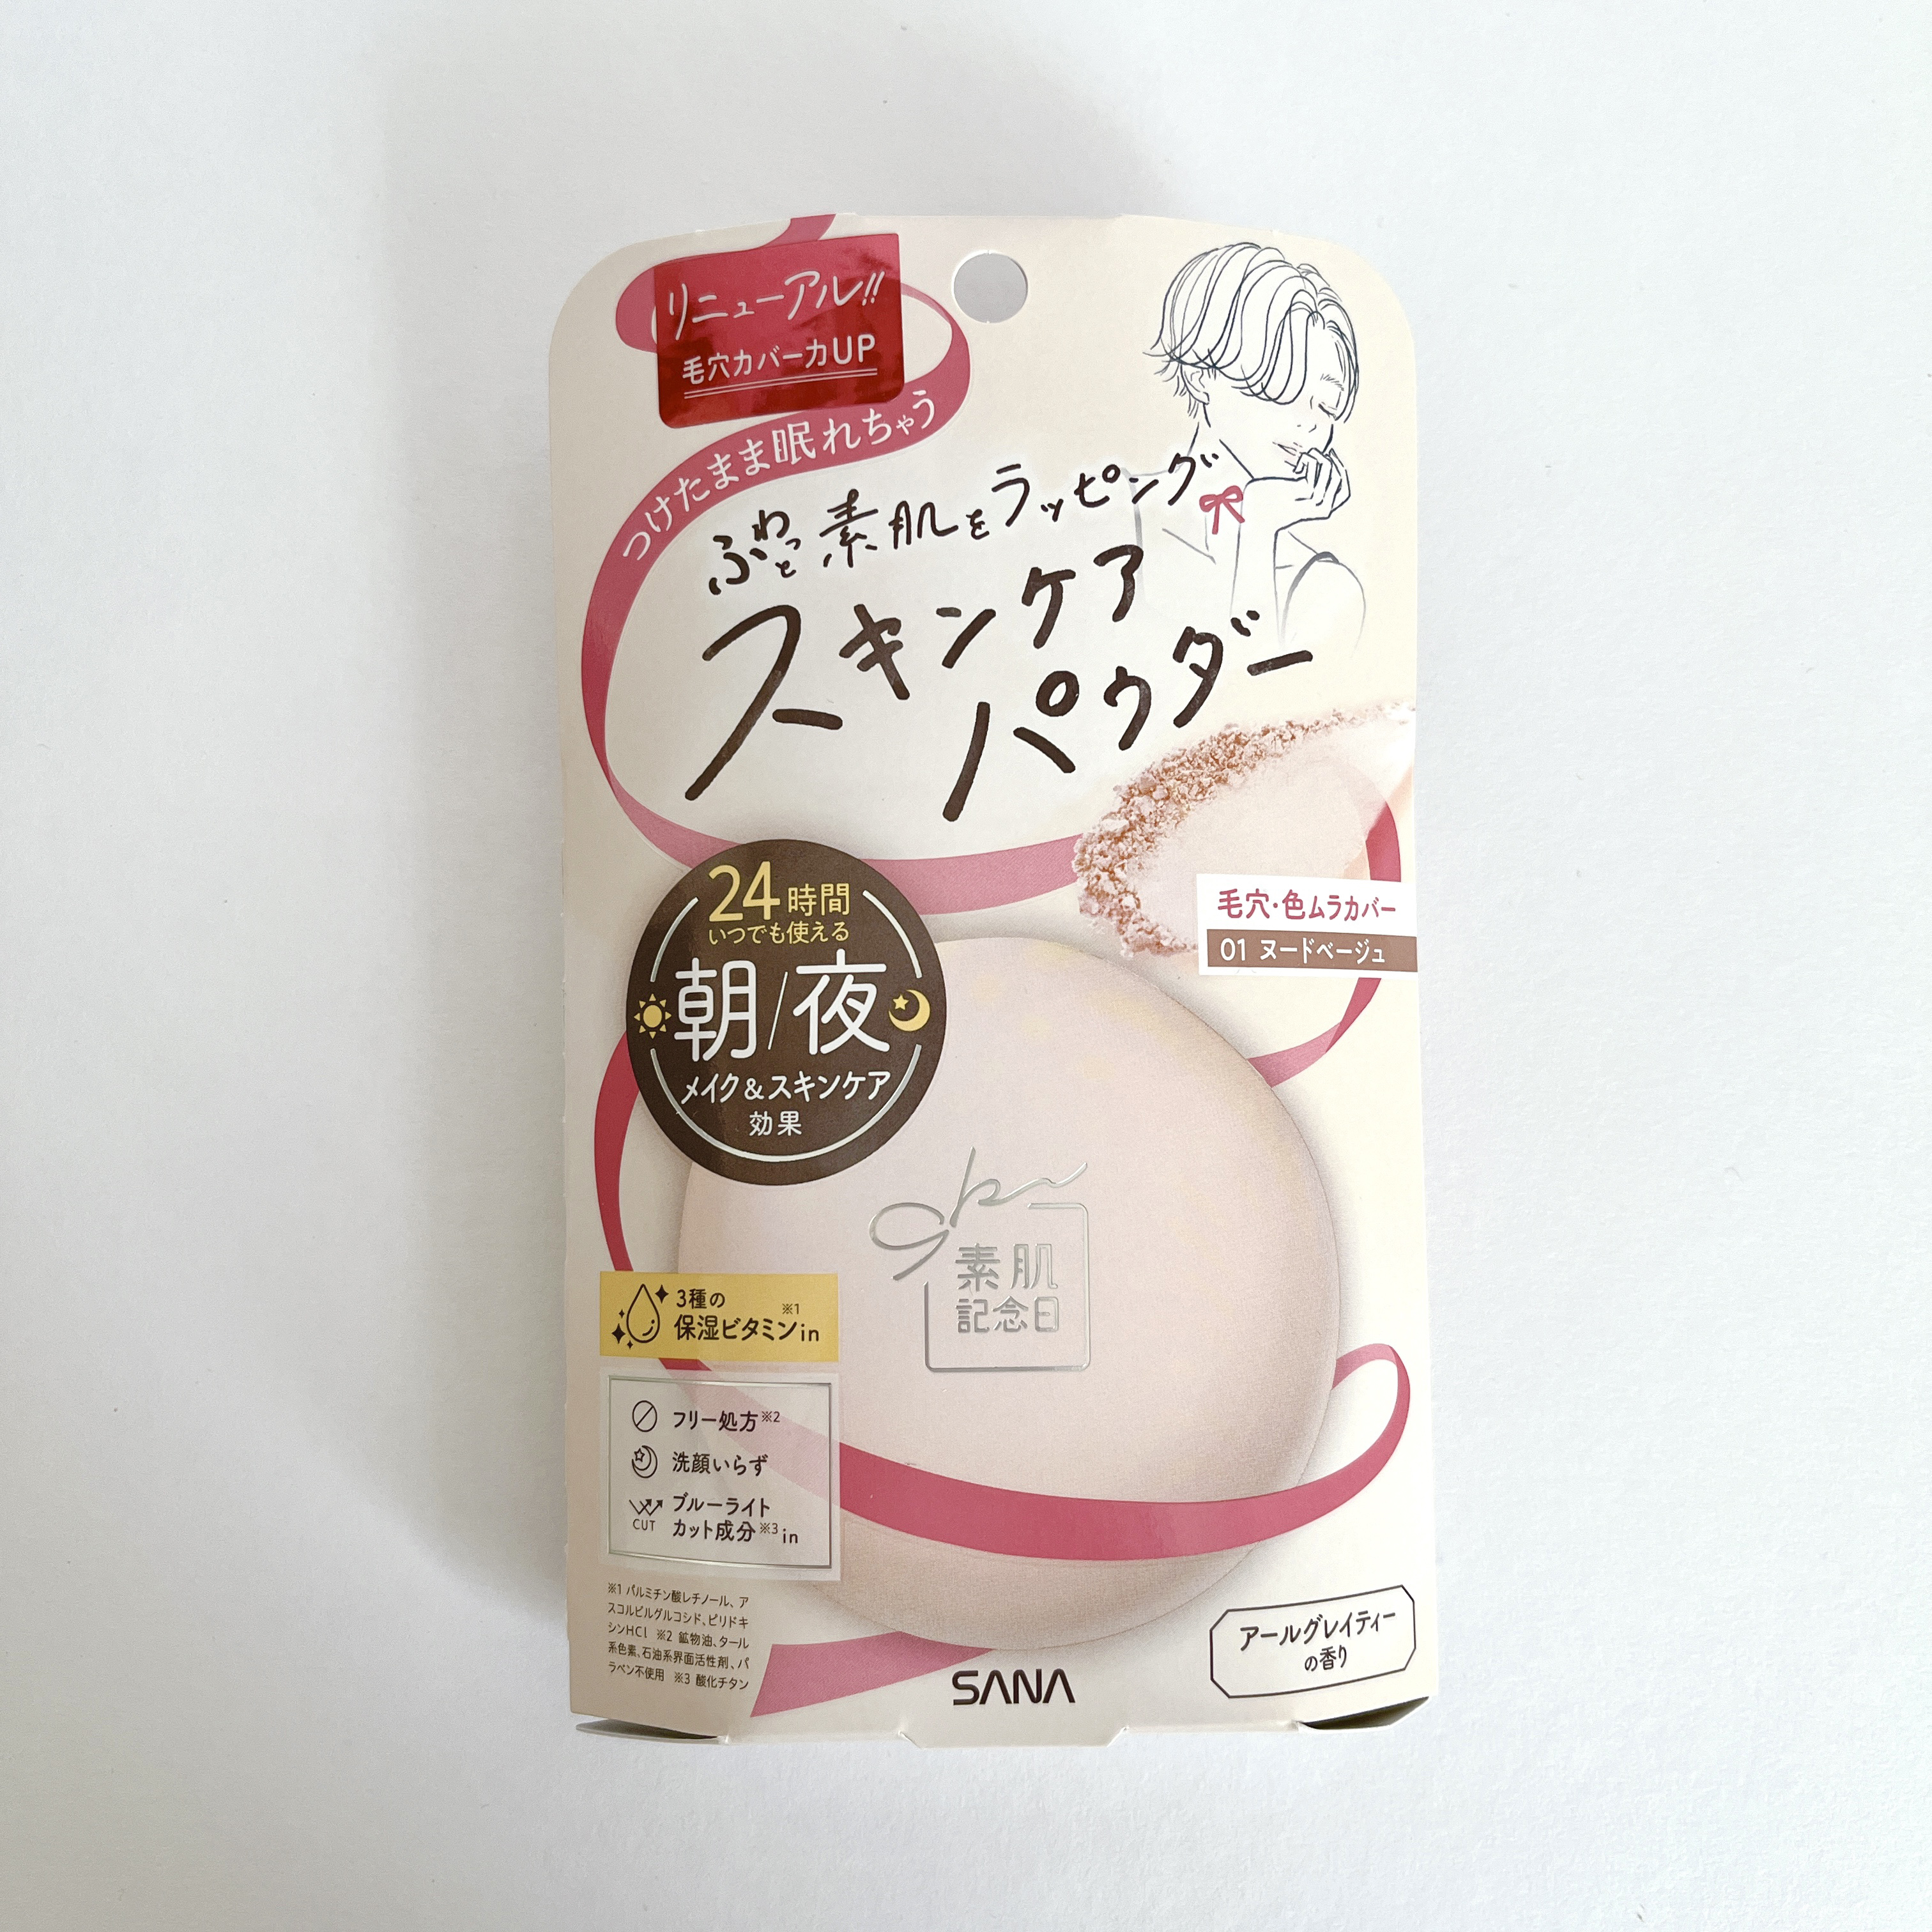 リニューアル!!
毛穴カバー力UP
つけたまま眠れちゃう
ふわっと素肌をラッピング
スキンケア
パウダー
24時間
いつでも使える
朝/夜
メイク&スキンケア
効果
毛穴・色ムラカバー
01 ヌードベージュ
素肌
記念日
3種の
保湿ビタミン※1in
フリー処方※2
洗顔いらず
CUT
ブルーライト
カット成分※3in
※1 パルミチン酸レチノール、ア
スコルビルグルコシド、ピリドキ
シンHCl ※2 鉱物油、タール
系色素、石油系界面活性剤、パ
ラベン不使用 ※3 酸化チタン
SANA
アールグレイティー
の香り